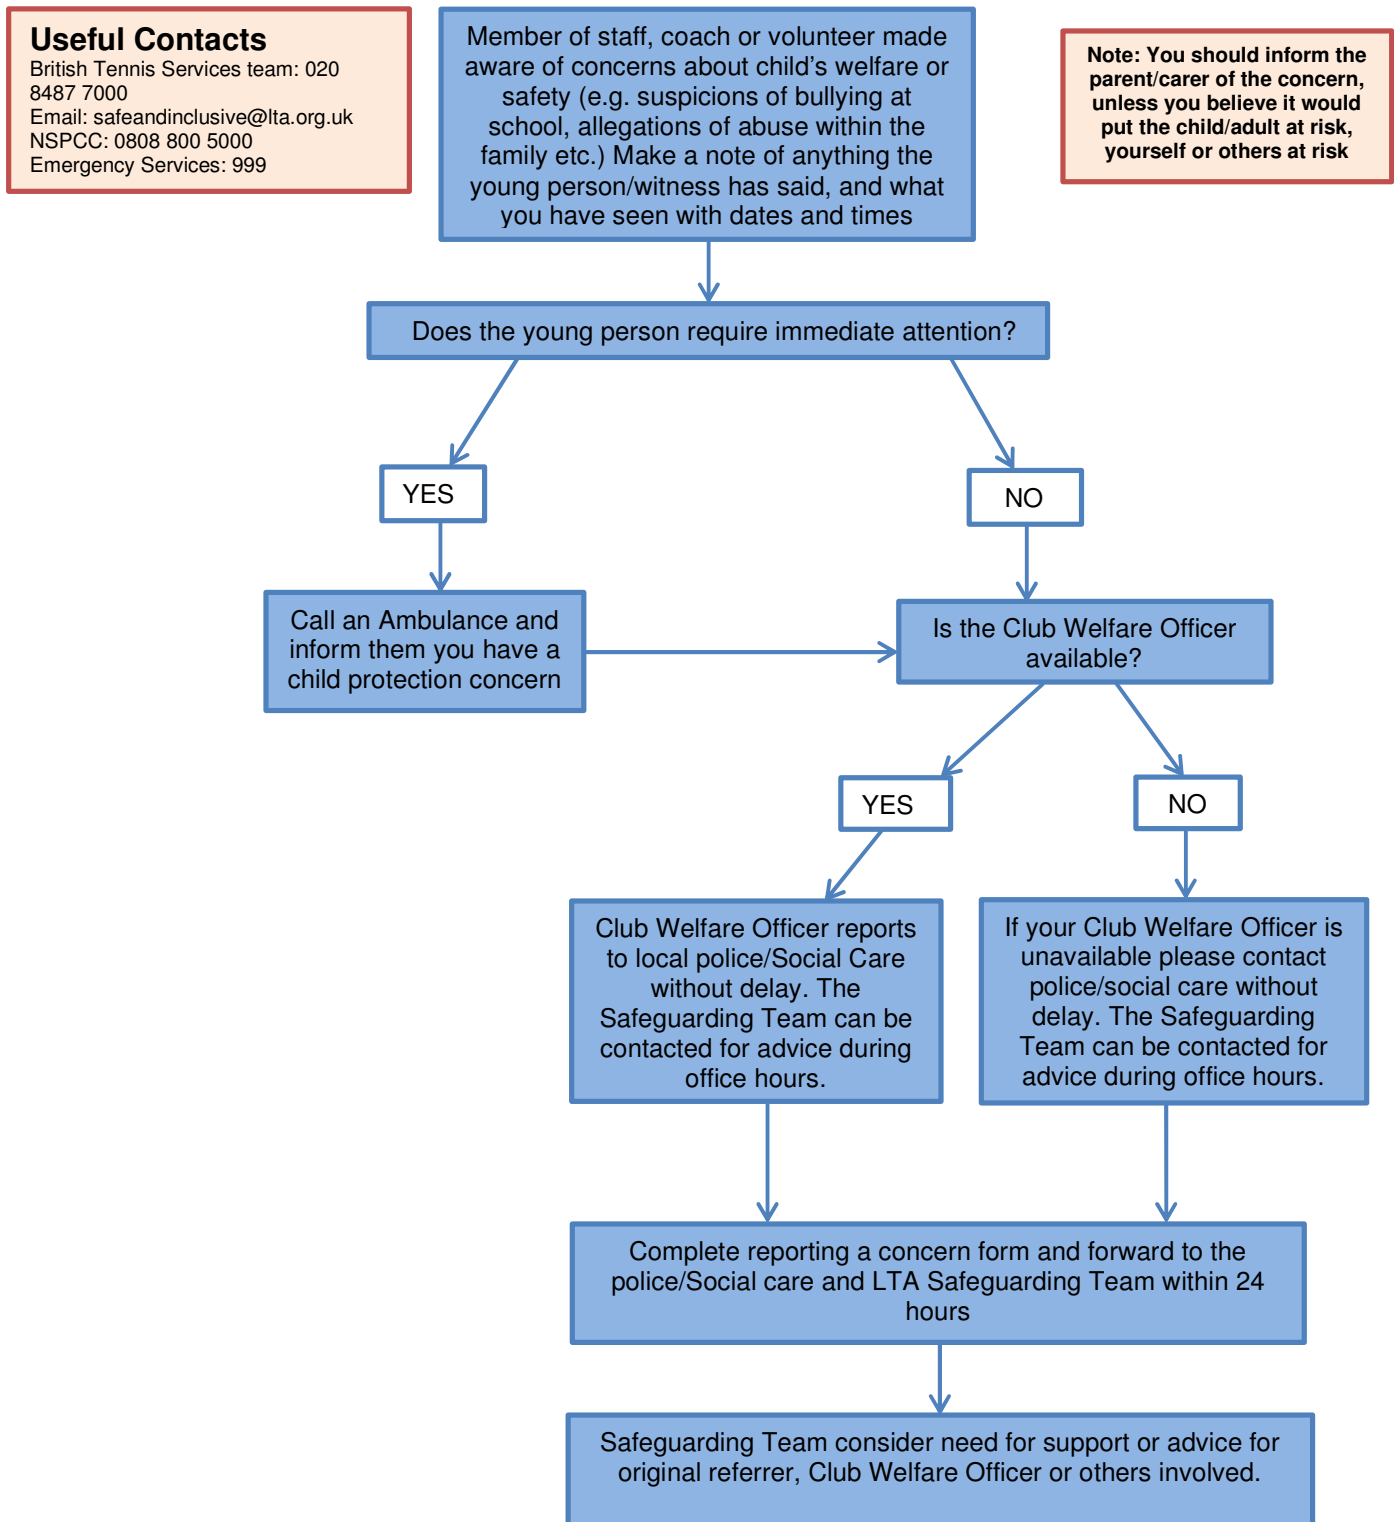 Useful Contacts
British Tennis Services team: 020
8487 7000
Email: safeandinclusive@lta.org.uk
NSPCC: 0808 800 5000
Emergency Services: 999
Member of staff, coach or volunteer made
aware of concerns about child’s welfare or
safety (e.g. suspicions of bullying at
school, allegations of abuse within the
family etc.) Make a note of anything the
young person/witness has said, and what
you have seen with dates and times
Note: You should inform the
parent/carer of the concern,
unless you believe it would
put the child/adult at risk,
yourself or others at risk
Does the young person require immediate attention?
YES
NO
Call an Ambulance and
inform them you have a
child protection concern
Is the Club Welfare Officer
available?
YES
NO
Club Welfare Officer reports
to local police/Social Care
without delay. The
Safeguarding Team can be
contacted for advice during
office hours.
If your Club Welfare Officer is
unavailable please contact
police/social care without
delay. The Safeguarding
Team can be contacted for
advice during office hours.
Complete reporting a concern form and forward to the
police/Social care and LTA Safeguarding Team within 24
hours
Safeguarding Team consider need for support or advice for
original referrer, Club Welfare Officer or others involved.